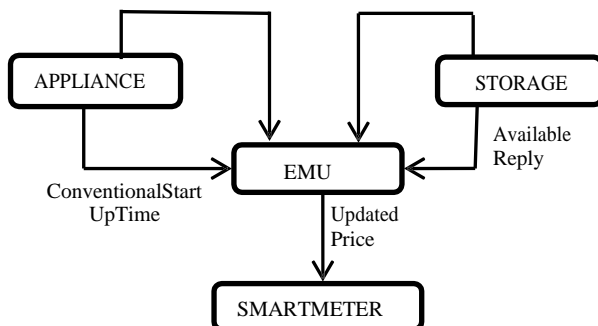 APPLIANCE
STORAGE
Available
Reply
EMU
ConventionalStart
UpTime
Updated
Price
SMARTMETER